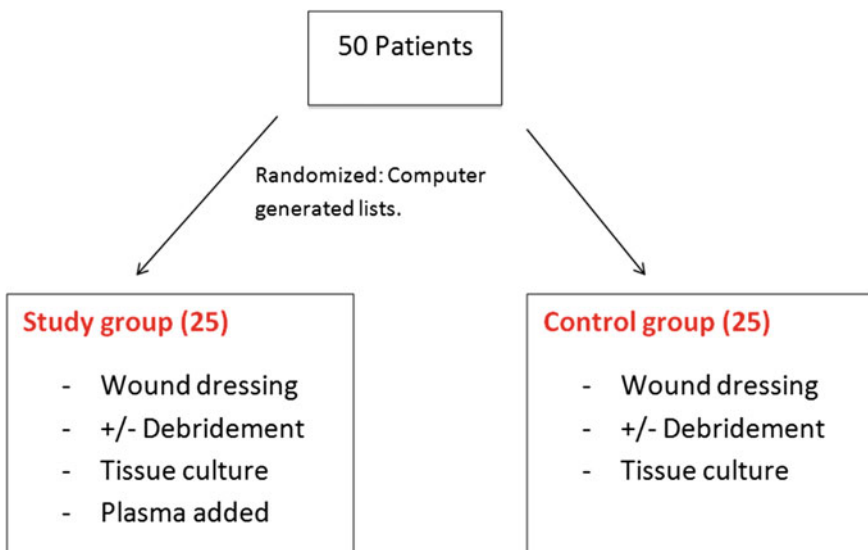 50 Patients
Randomized: Computer
generated lists.
Study group (25)
- Wound dressing
- +/- Debridement
- Tissue culture
- Plasma added
Control group (25)
- Wound dressing
- +/- Debridement
- Tissue culture